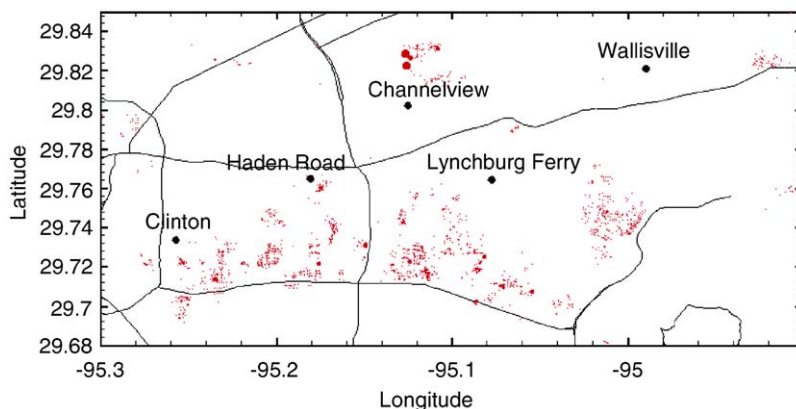 29.84
Wallisville
29.82
Channelview
29.8
29.78
Haden Road
Lynchburg Ferry
29.76
Latitude
29.74
Clinton
29.72
29.7
29.68
-95.3
-95.2
-95.1
-95
Longitude